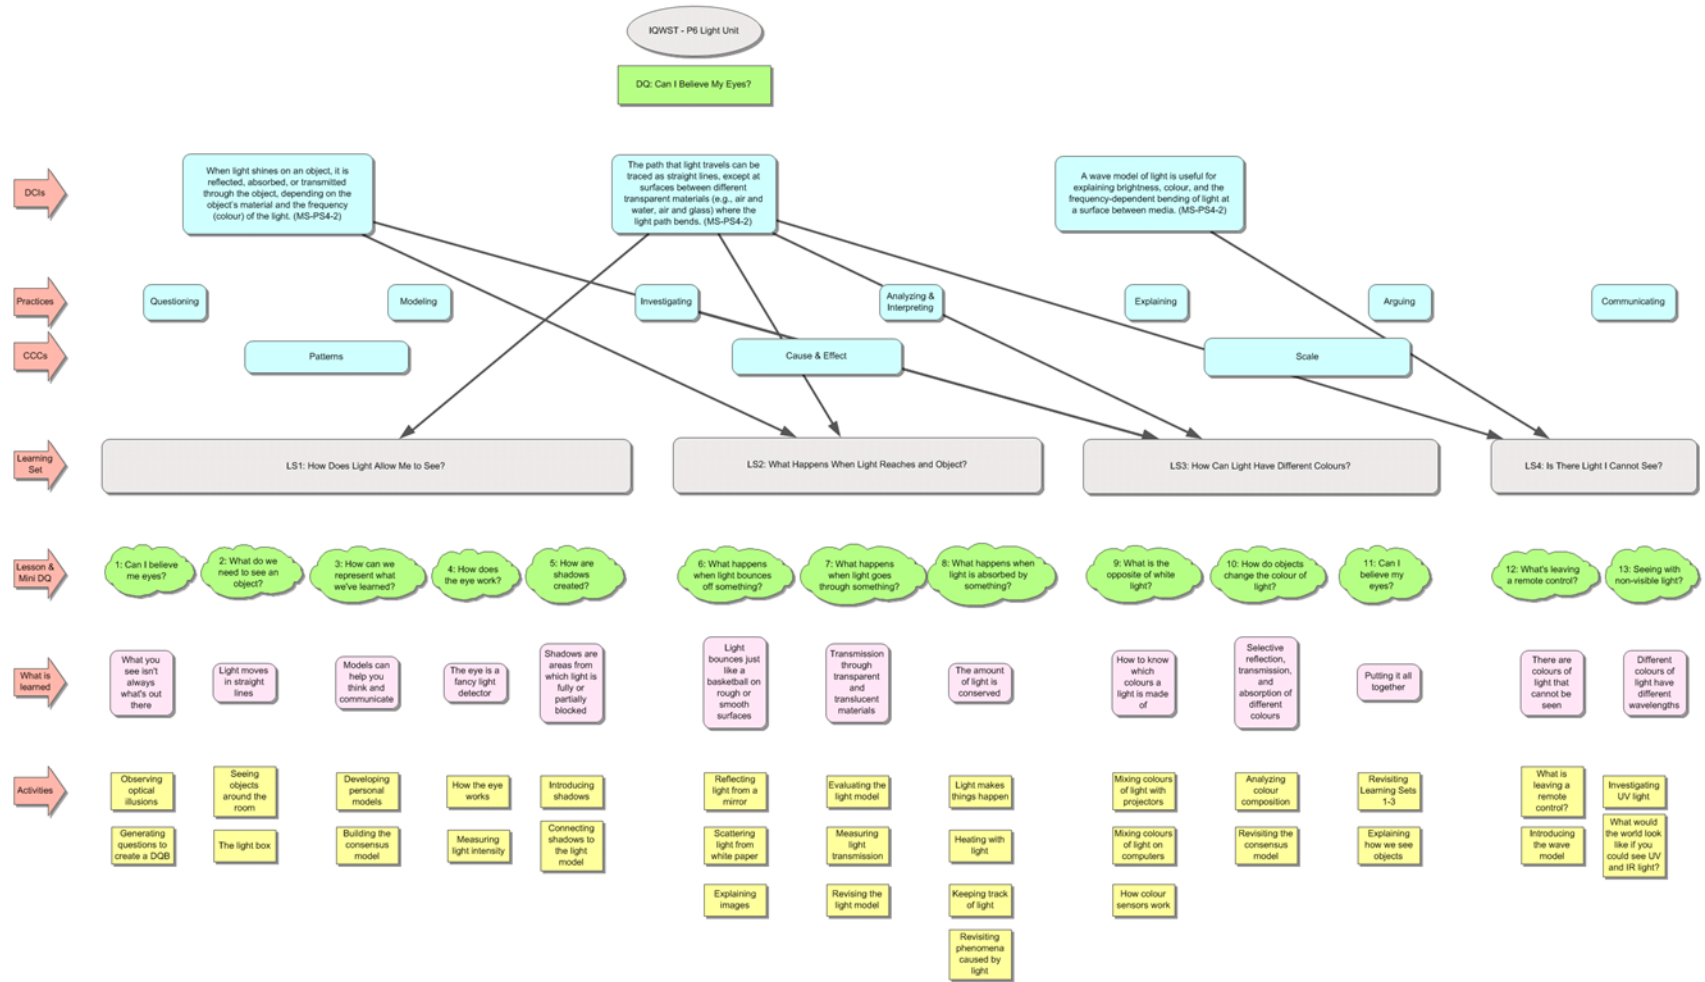 IQWST - P6 Light Unit
DQ: Can I Believe My Eyes?
DCIs
When light shines on an object, it is
reflected, absorbed, or transmitted
through the object, depending on the
object's material and the frequency
(colour) of the light. (MS-PS4-2)
The path that light travels can be
traced as straight lines, except at
surfaces between different
transparent materials (e.g., air and
water, air and glass) where the
light path bends. (MS-PS4-2)
A wave model of light is useful for
explaining brightness, colour, and the
frequency-dependent bending of light at
a surface between media. (MS-PS4-2)
Practices
Questioning
Modeling
Investigating
Analyzing &
Interpreting
Explaining
Arguing
Communicating
CCCs
Patterns
Cause & Effect
Scale
Learning
Set
LS1: How Does Light Allow Me to See?
LS2: What Happens When Light Reaches and Object?
LS3: How Can Light Have Different Colours?
LS4: Is There Light I Cannot See?
Lesson &
Mini DQ
1: Can I believe
me eyes?
2: What do we
need to see an
object?
3: How can we
represent what
we've learned?
4: How does
the eye work?
5: How are
shadows
created?
6: What happens
when light bounces
off something?
7: What happens
when light goes
through something?
8: What happens when
light is absorbed by
something?
9: What is the
opposite of white
light?
10: How do objects
change the colour of
light?
11: Can I
believe my
eyes?
12: What's leaving
a remote control?
13: Seeing with
non-visible light?
What is
learned
What you
see isn't
always
what's out
there
Light moves
in straight
lines
Models can
help you
think and
communicate
The eye is a
fancy light
detector
Shadows are
areas from
which light is
fully or
partially
blocked
Light
bounces just
like a
basketball on
rough or
smooth
surfaces
Transmission
through
transparent
and
translucent
materials
The amount
of light is
conserved
How to know
which
colours a
light is made
of
Selective
reflection,
transmission,
and
absorption of
different
colours
Putting it all
together
There are
colours of
light that
cannot be
seen
Different
colours of
light have
different
wavelengths
Activities
Observing
optical
illusions
Seeing
objects
around the
room
Developing
personal
models
How the eye
works
Introducing
shadows
Reflecting
light from a
mirror
Evaluating the
light model
Light makes
things happen
Mixing colours
of light with
projectors
Analyzing
colour
composition
Revisiting
Learning Sets
1-3
What is
leaving a
remote
control?
Investigating
UV light
Generating
questions to
create a DQB
The light box
Building the
consensus
model
Measuring
light intensity
Connecting
shadows to
the light
model
Scattering
light from
white paper
Measuring
light
transmission
Heating with
light
Mixing colours
of light on
computers
Revisiting the
consensus
model
Explaining
how we see
objects
Introducing
the wave
model
What would
the world look
like if you
could see UV
and IR light?
Explaining
images
Revising the
light model
Keeping track
of light
How colour
sensors work
Revisiting
phenomena
caused by
light